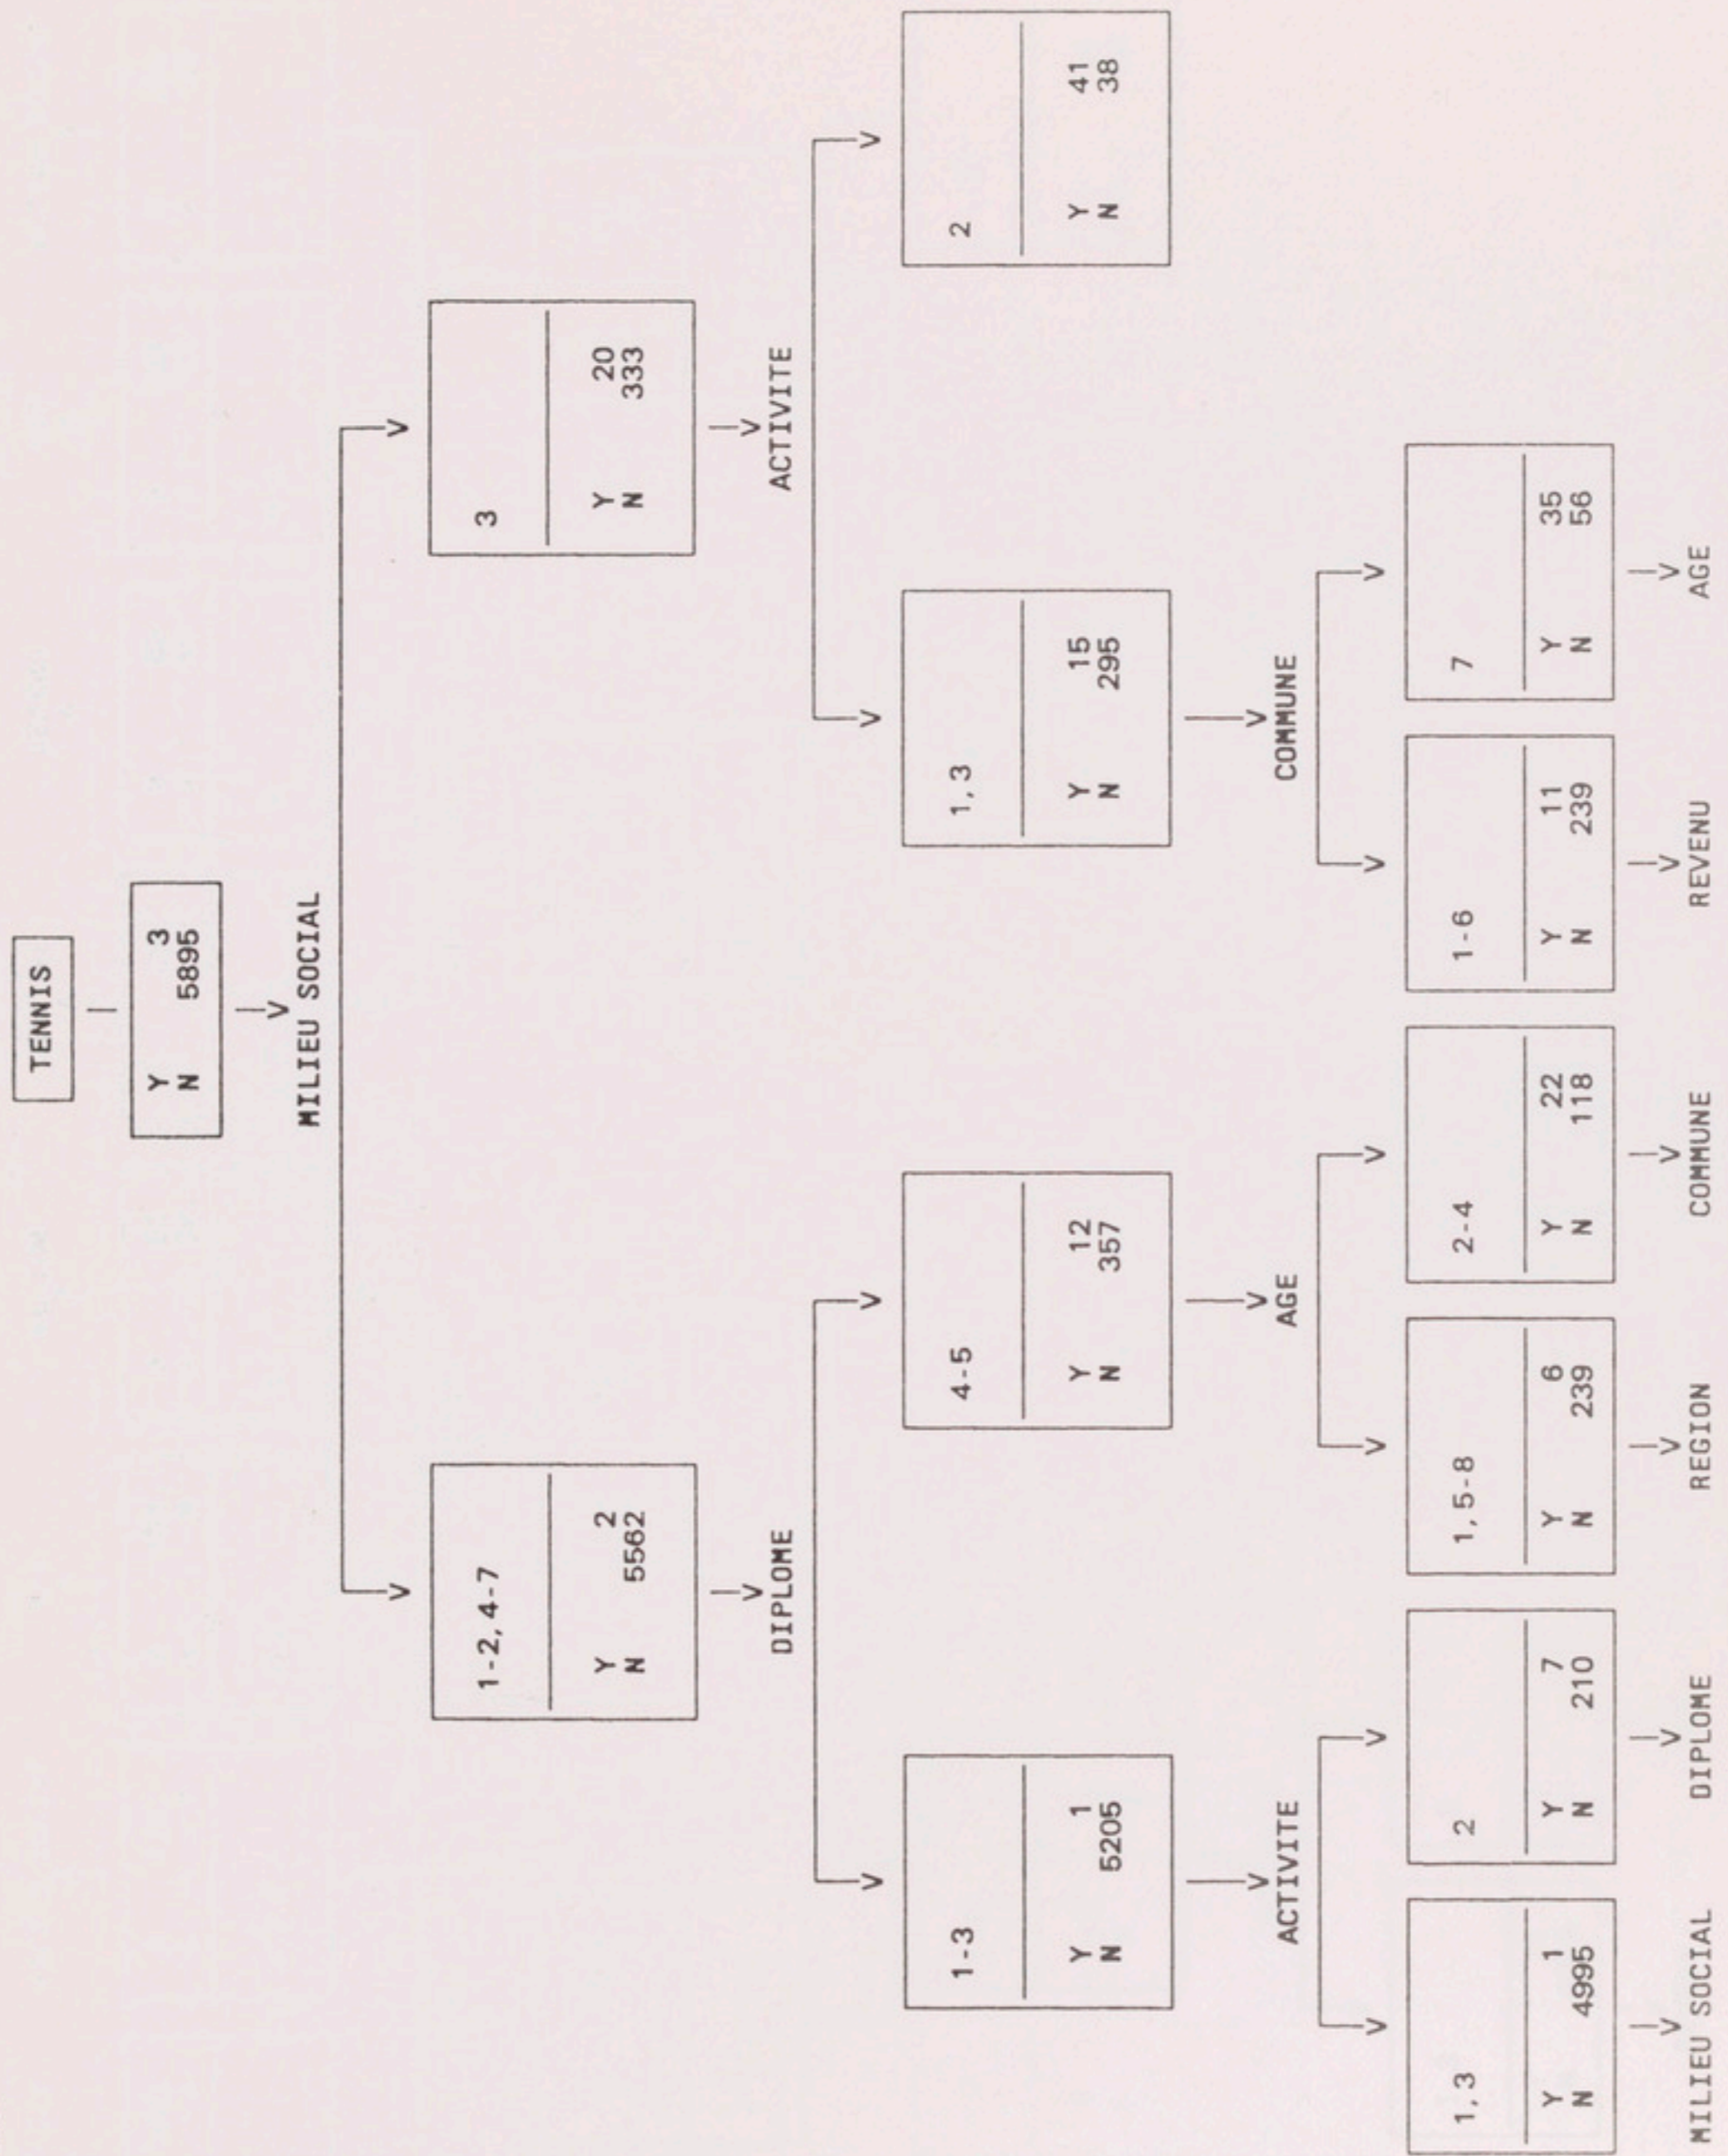 TENNIS
Y 3
N 5895
MILIEU SOCIAL
1-2,4-7
Y 2
N 5562
3
Y 20
N 333
DIPLOME
ACTIVITE
1-3
Y 1
N 5205
4-5
Y 12
N 357
1,3
Y 15
N 295
2
Y 41
N 38
ACTIVITE
AGE
COMMUNE
1,3
Y 1
N 4995
2
Y 7
N 210
1,5-8
Y 6
N 239
2-4
Y 22
N 118
1-6
Y 11
N 239
7
Y 35
N 56
MILIEU SOCIAL
DIPLOME
REGION
COMMUNE
REVENU
AGE